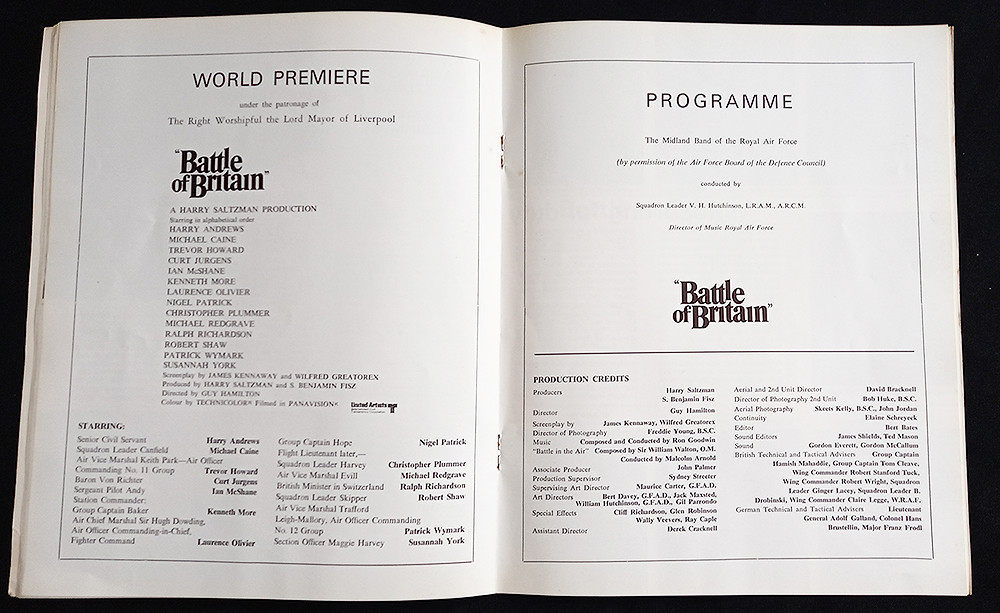 WORLD PREMIERE
under the patronage of
The Right Worshipful the Lord Mayor of Liverpool
"Battle
of Britain"
A HARRY SALTZMAN PRODUCTION
Starring in alphabetical order
HARRY ANDREWS
MICHAEL CAINE
TREVOR HOWARD
CURT JURGENS
IAN McSHANE
KENNETH MORE
LAURENCE OLIVIER
NIGEL PATRICK
CHRISTOPHER PLUMMER
MICHAEL REDGRAVE
RALPH RICHARDSON
ROBERT SHAW
PATRICK WYMARK
SUSANNAH YORK
Screenplay by JAMES KENNAWAY and WILFRED GREATOREX
Produced by HARRY SALTZMAN and S. BENJAMIN FISZ
Directed by GUY HAMILTON
Colour by TECHNICOLOR® Filmed in PANAVISION®
United Artists
STARRING:
Senior Civil Servant Harry Andrews
Squadron Leader Canfield Michael Caine
Air Vice Marshal Keith Park—Air Officer
Commanding No. 11 Group Trevor Howard
Baron Von Richter Curt Jurgens
Sergeant Pilot Andy Ian McShane
Station Commander:
Group Captain Baker Kenneth More
Air Chief Marshal Sir Hugh Dowding,
Air Officer Commanding-in-Chief,
Fighter Command Laurence Olivier
Group Captain Hope Nigel Patrick
Flight Lieutenant later,—
Squadron Leader Harvey Christopher Plummer
Air Vice Marshal Evill Michael Redgrave
British Minister in Switzerland Ralph Richardson
Squadron Leader Skipper Robert Shaw
Air Vice Marshal Trafford
Leigh-Mallory, Air Officer Commanding
No. 12 Group Patrick Wymark
Section Officer Maggie Harvey Susannah York
PROGRAMME
The Midland Band of the Royal Air Force
(by permission of the Air Force Board of the Defence Council)
conducted by
Squadron Leader V. H. Hutchinson, L.R.A.M., A.R.C.M.
Director of Music Royal Air Force
"Battle
of Britain"
PRODUCTION CREDITS
Producers Harry Saltzman
S. Benjamin Fisz
Director Guy Hamilton
Screenplay by James Kennaway, Wilfred Greatorex
Director of Photography Freddie Young, B.S.C.
Music Composed and Conducted by Ron Goodwin
"Battle in the Air" Composed by Sir William Walton, O.M.
Conducted by Malcolm Arnold
Associate Producer John Palmer
Production Supervisor Sydney Streeter
Supervising Art Director Maurice Carter, G.F.A.D.
Art Directors Bert Davey, G.F.A.D., Jack Maxsted,
William Hutchinson, G.F.A.D., Gil Parrondo
Special Effects Cliff Richardson, Glen Robinson
Wally Veevers, Ray Caple
Assistant Director Derek Cracknell
Aerial and 2nd Unit Director David Bracknell
Director of Photography 2nd Unit Bob Huke, B.S.C.
Aerial Photography Skeets Kelly, B.S.C., John Jordan
Continuity Elaine Schreyeck
Editor Bert Bates
Sound Editors James Shields, Ted Mason
Sound Gordon Everett, Gordon McCallum
British Technical and Tactical Advisers Group Captain
Hamish Mahaddie, Group Captain Tom Gleave,
Wing Commander Robert Stanford Tuck,
Wing Commander Robert Wright, Squadron
Leader Ginger Lacey, Squadron Leader B.
Drobinski, Wing Commander Claire Legge, W.R.A.F.
German Technical and Tactical Advisers Lieutenant
General Adolf Galland, Colonel Hans
Brustellin, Major Franz Frodl